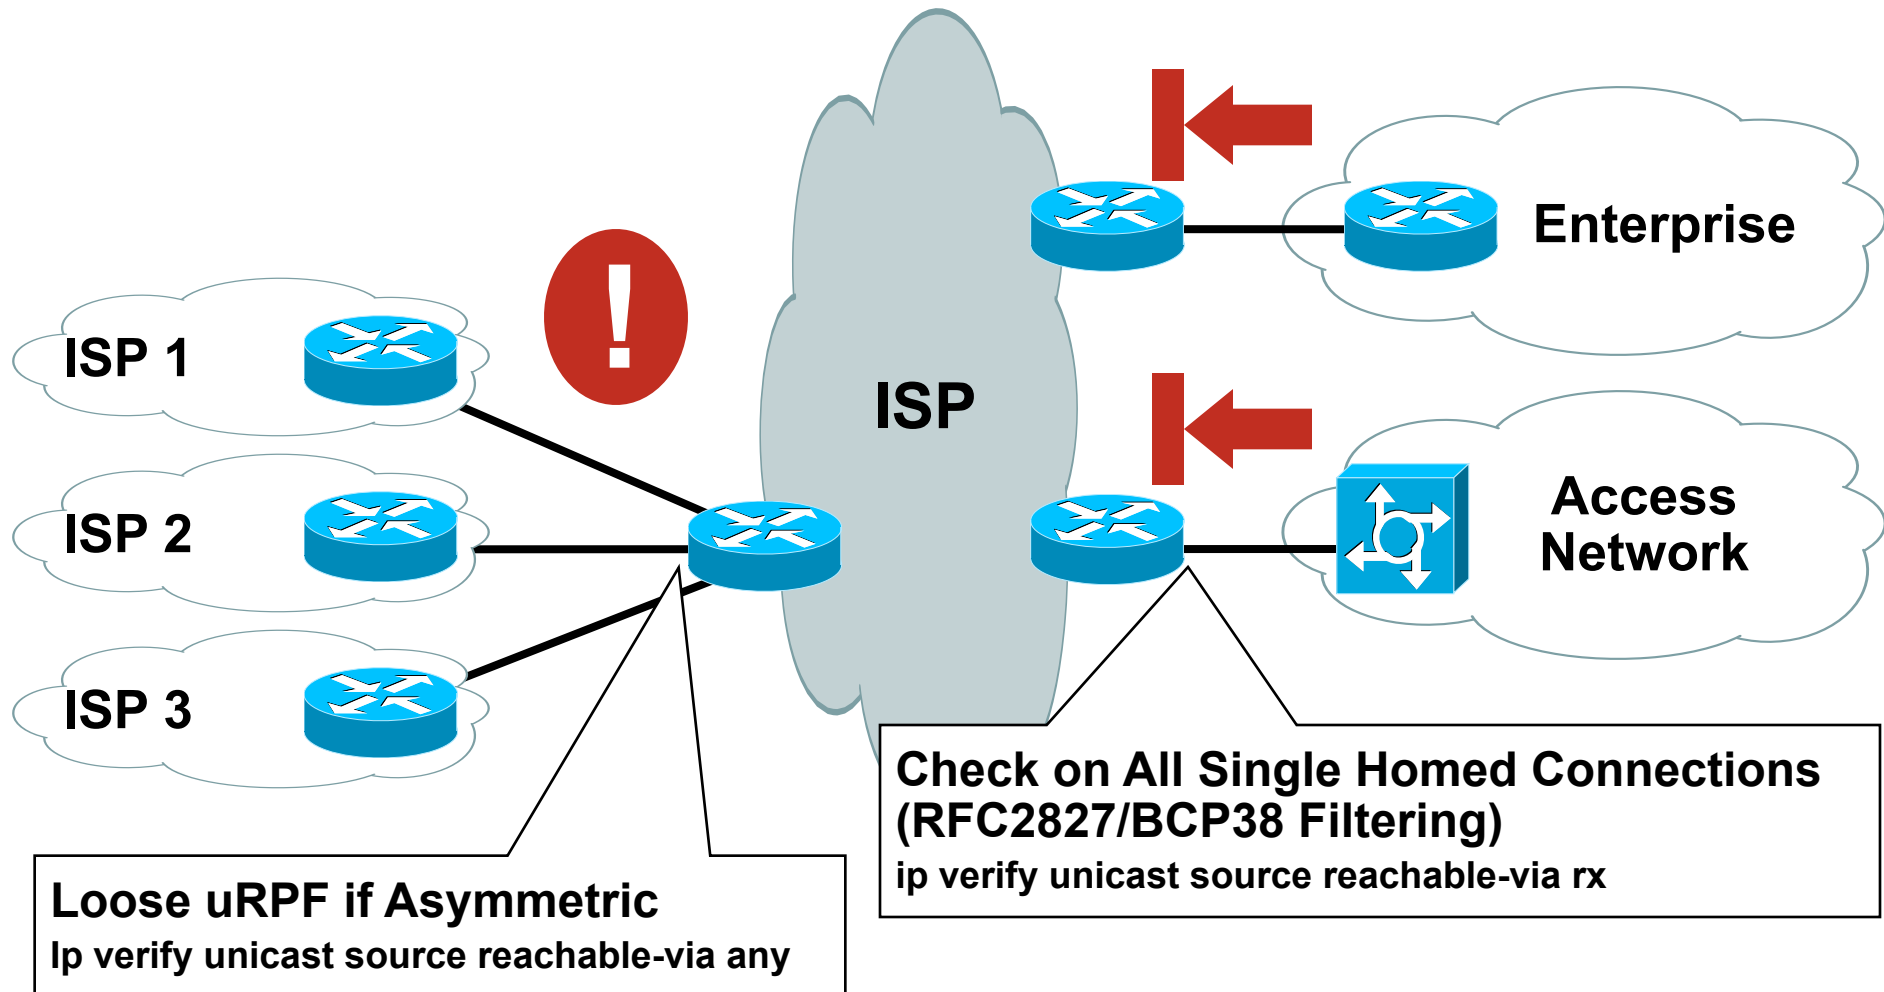 Enterprise
ISP 1
ISP
Access
Network
ISP 2
ISP 3
Check on All Single Homed Connections
(RFC2827/BCP38 Filtering)
ip verify unicast source reachable-via rx
Loose uRPF if Asymmetric
Ip verify unicast source reachable-via any
!